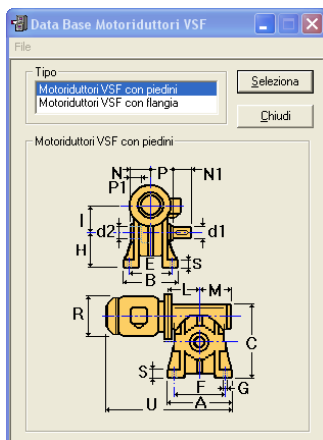 Data Base Motoriduttori VSF
File
Tipo
Motoriduttori VSF con piedini
Motoriduttori VSF con flangia
Seleziona
Chiudi
Motoriduttori VSF con piedini
N P N1
P1
I d2 d1
H E S
B
L M
R C
S F G
A
U